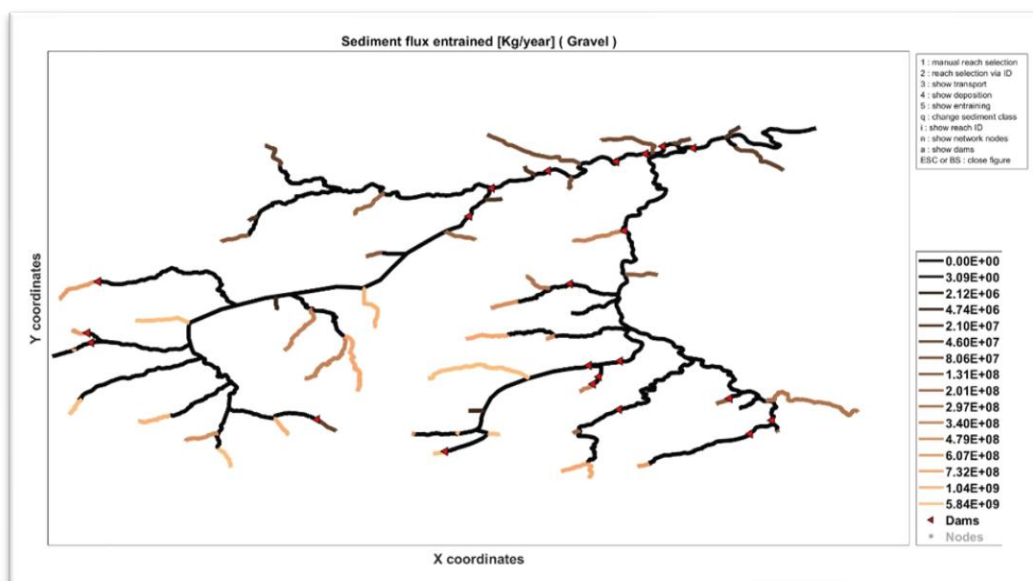 Sediment flux entrained [Kg/year] ( Gravel )
1 : manual reach selection
2 : reach selection via ID
3 : show transport
4 : show deposition
5 : show entraining
q : change sediment class
i : show reach ID
n : show network nodes
a : show dams
ESC or BS : close figure
Y coordinates
0.00E+00
3.09E+00
2.12E+06
4.74E+06
2.10E+07
4.60E+07
8.06E+07
1.31E+08
2.01E+08
2.97E+08
3.40E+08
4.79E+08
6.07E+08
7.32E+08
1.04E+09
5.84E+09
Dams
Nodes
X coordinates